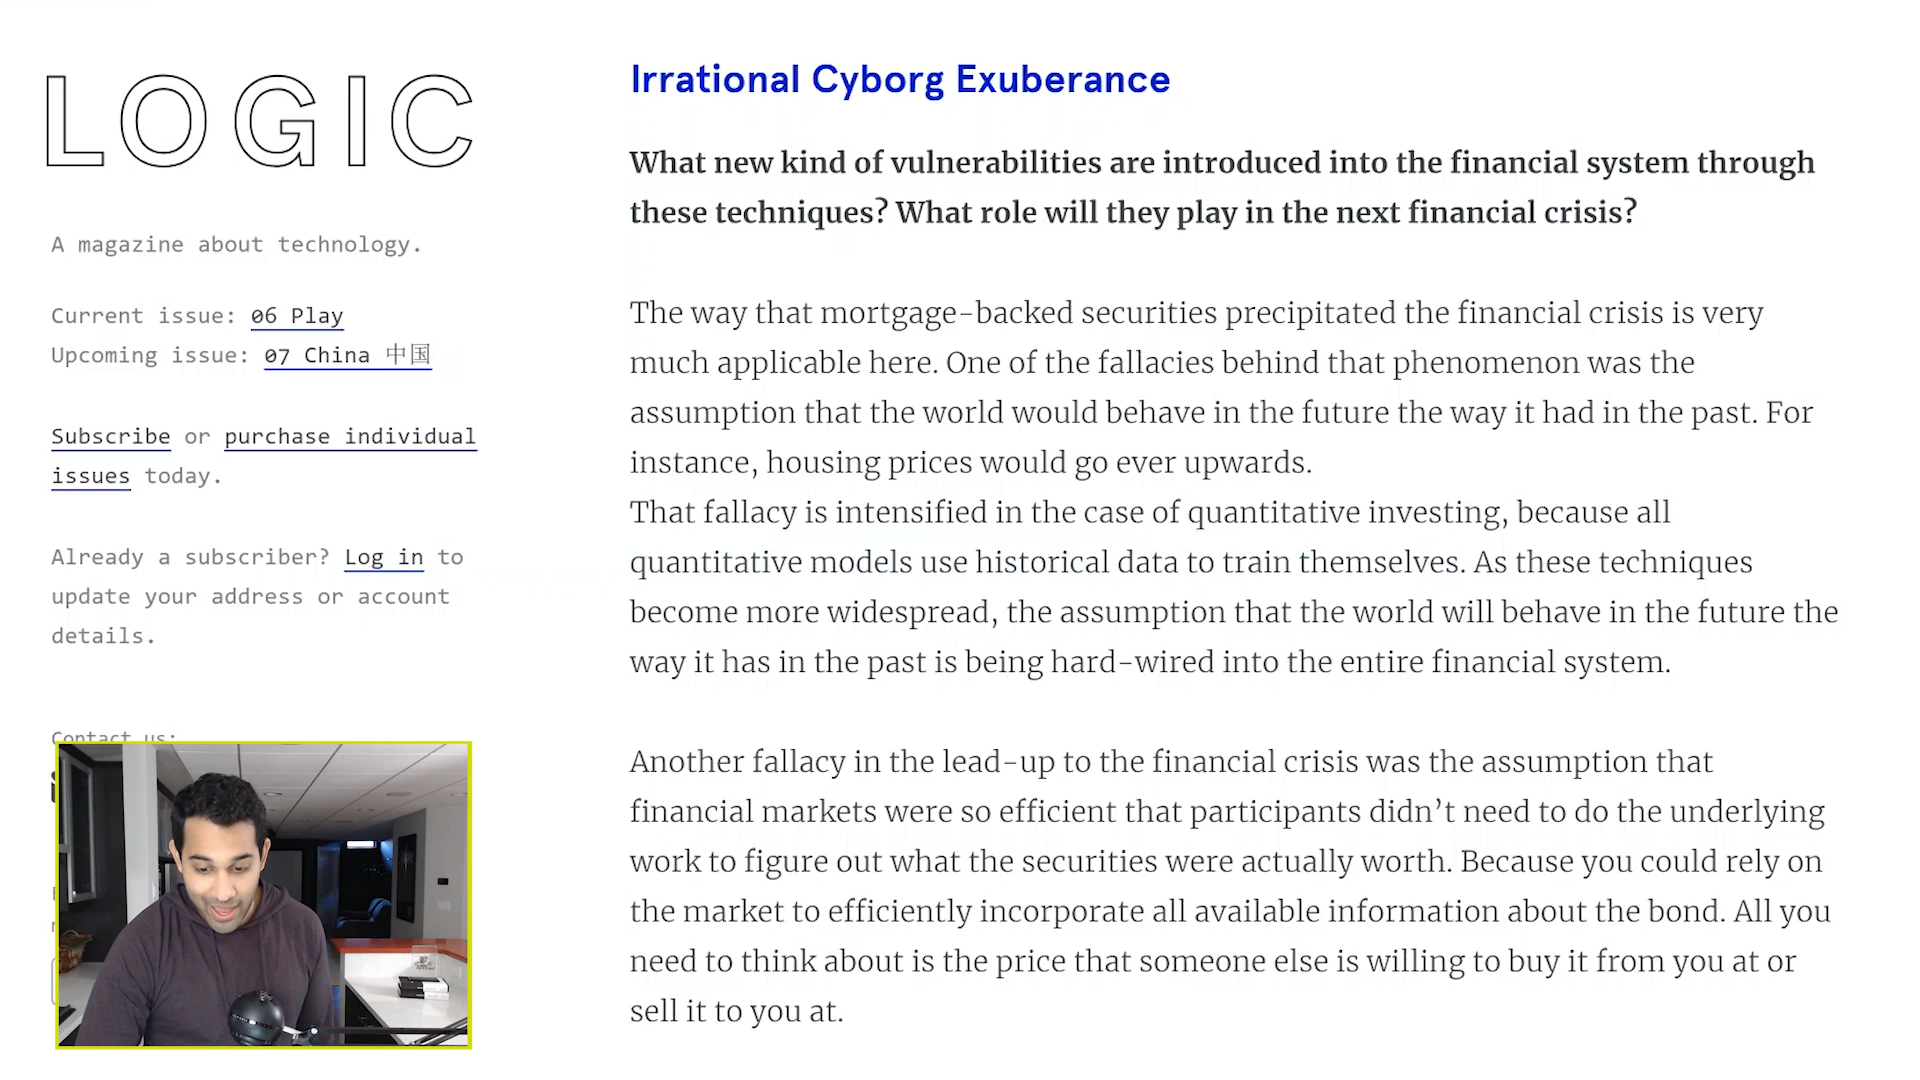 LOGIC
A magazine about technology.
Current issue: 06 Play
Upcoming issue: 07 China 中国
Subscribe or purchase individual
issues today.
Already a subscriber? Log in to
update your address or account
details.
Contact us:
Irrational Cyborg Exuberance
What new kind of vulnerabilities are introduced into the financial system through
these techniques? What role will they play in the next financial crisis?
The way that mortgage-backed securities precipitated the financial crisis is very
much applicable here. One of the fallacies behind that phenomenon was the
assumption that the world would behave in the future the way it had in the past. For
instance, housing prices would go ever upwards.
That fallacy is intensified in the case of quantitative investing, because all
quantitative models use historical data to train themselves. As these techniques
become more widespread, the assumption that the world will behave in the future the
way it has in the past is being hard-wired into the entire financial system.
Another fallacy in the lead-up to the financial crisis was the assumption that
financial markets were so efficient that participants didn’t need to do the underlying
work to figure out what the securities were actually worth. Because you could rely on
the market to efficiently incorporate all available information about the bond. All you
need to think about is the price that someone else is willing to buy it from you at or
sell it to you at.